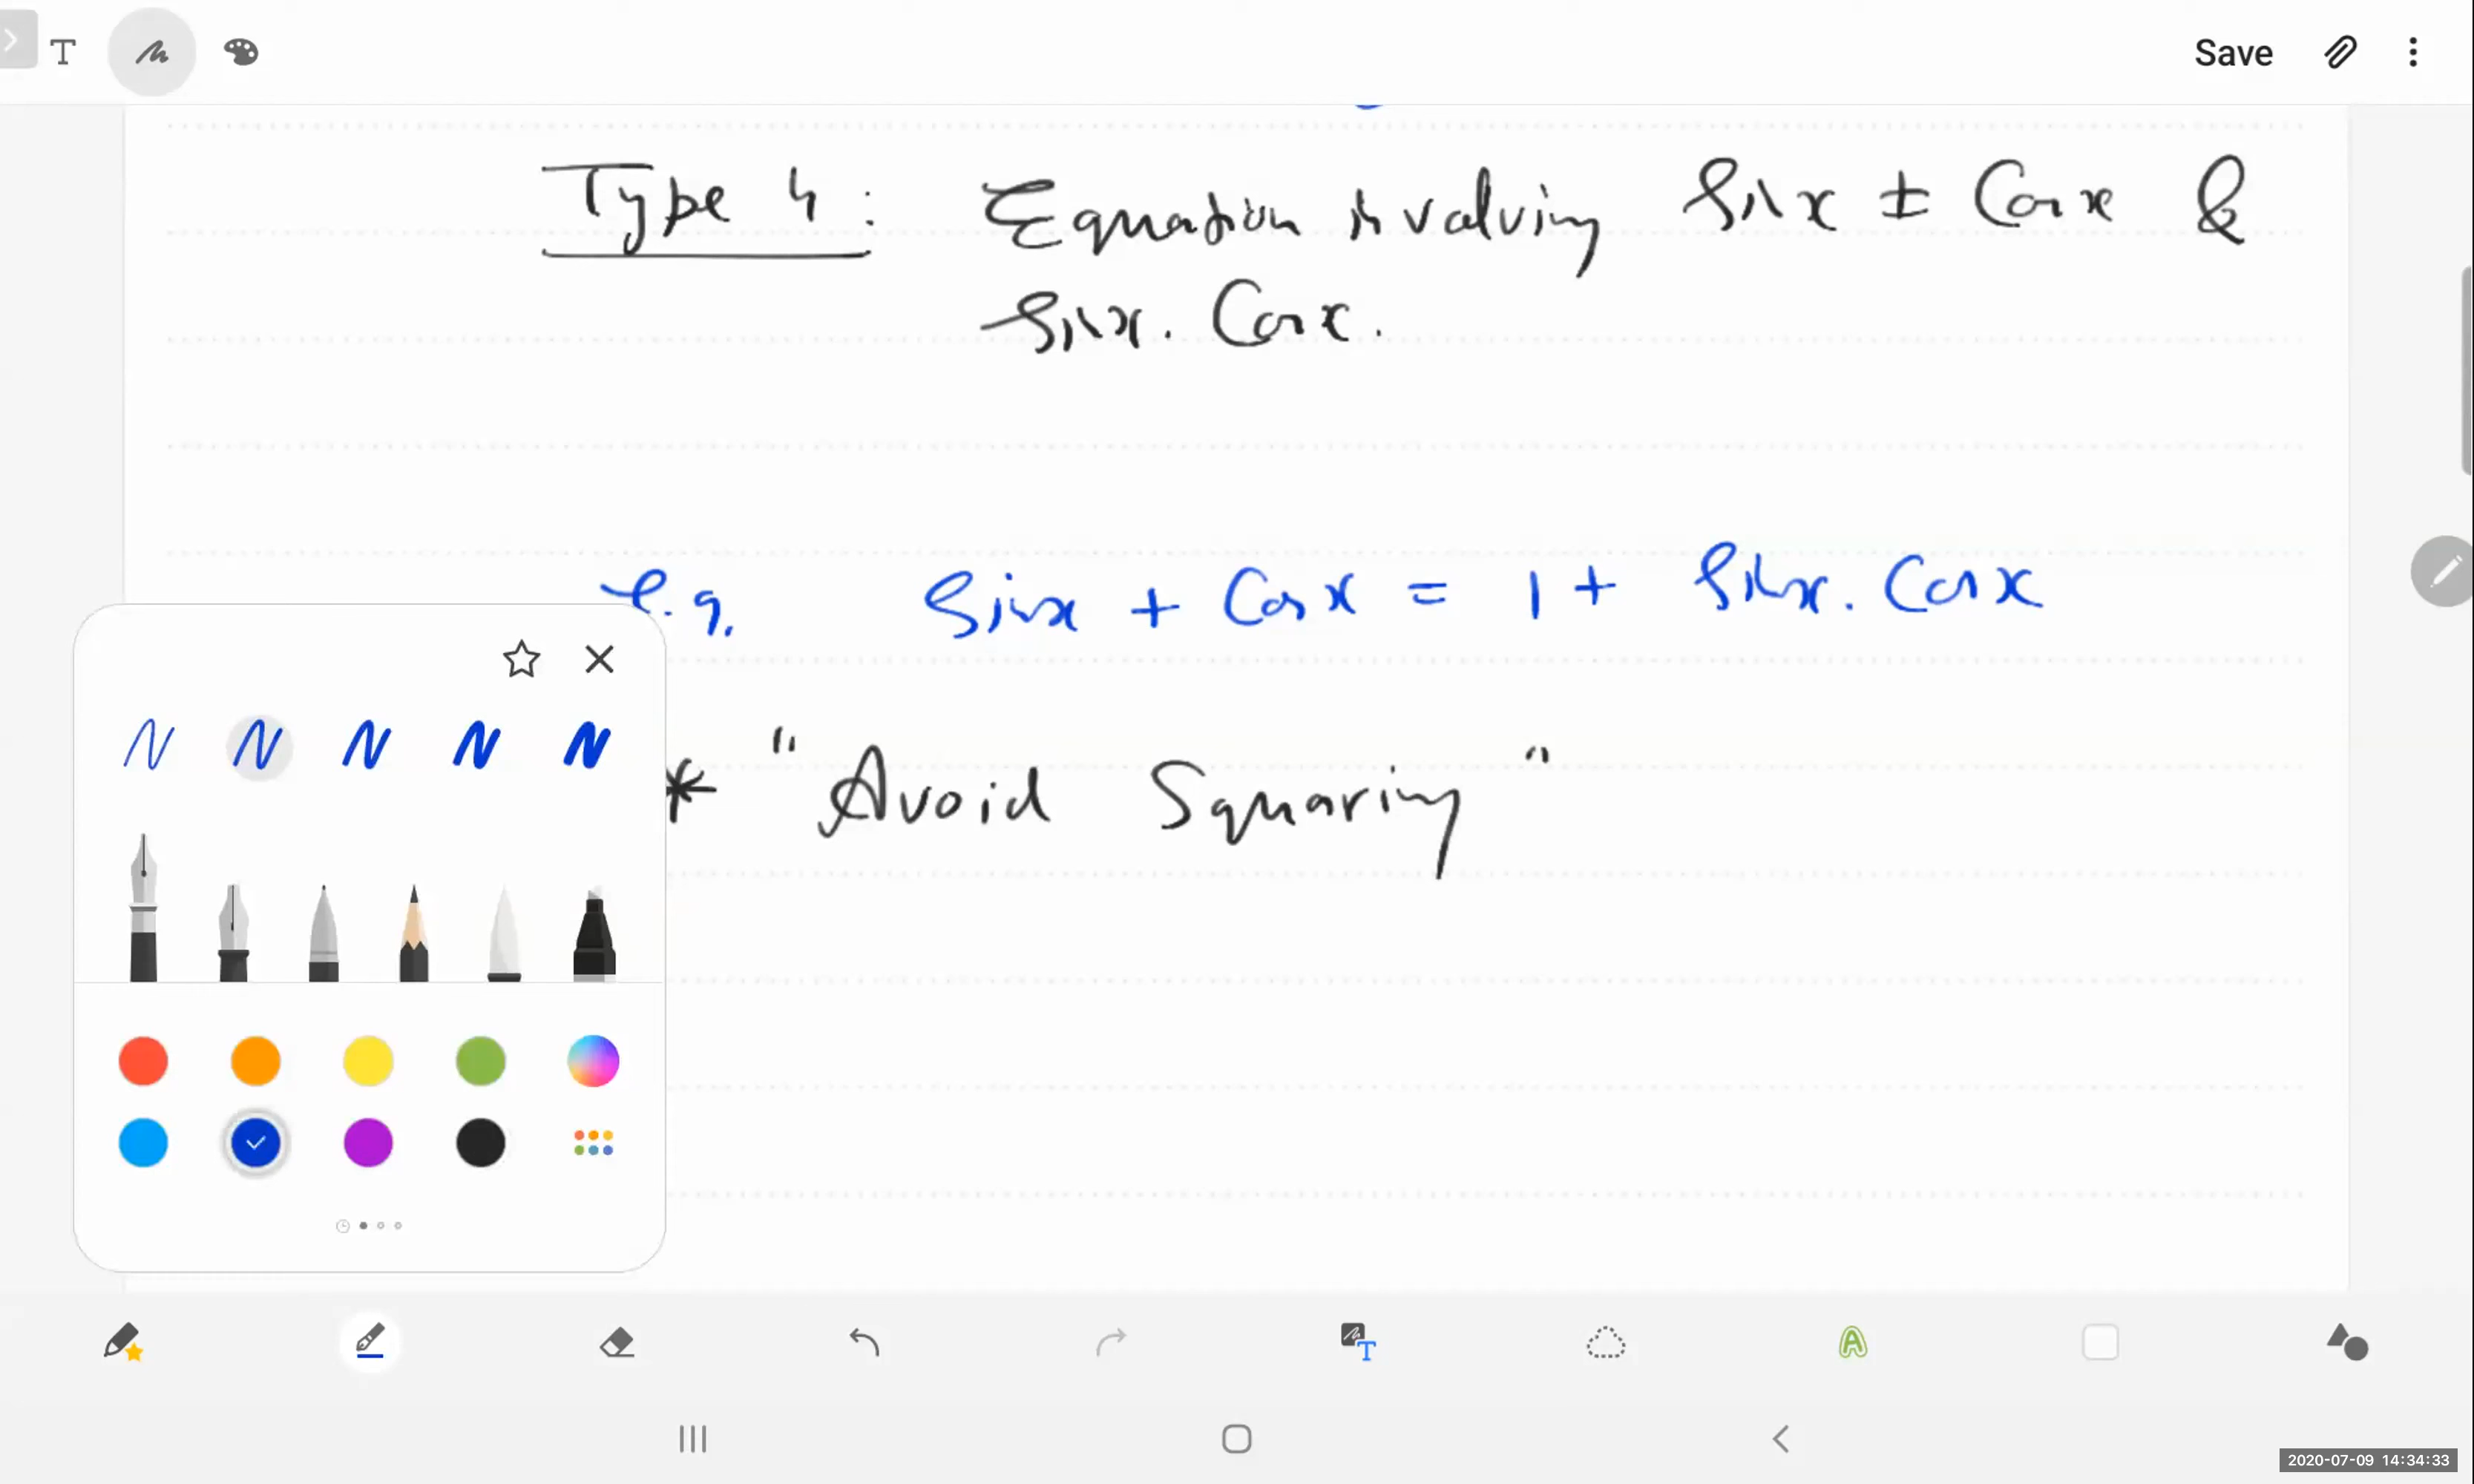 T Save
Type 4 : Equation involving Sinx ± Cosx &
Sinx. Cosx.
e.g. Sinx + Cosx = 1 + Sinx. Cosx
* "Avoid Squaring"
T
A
2020-07-09 14:34:33